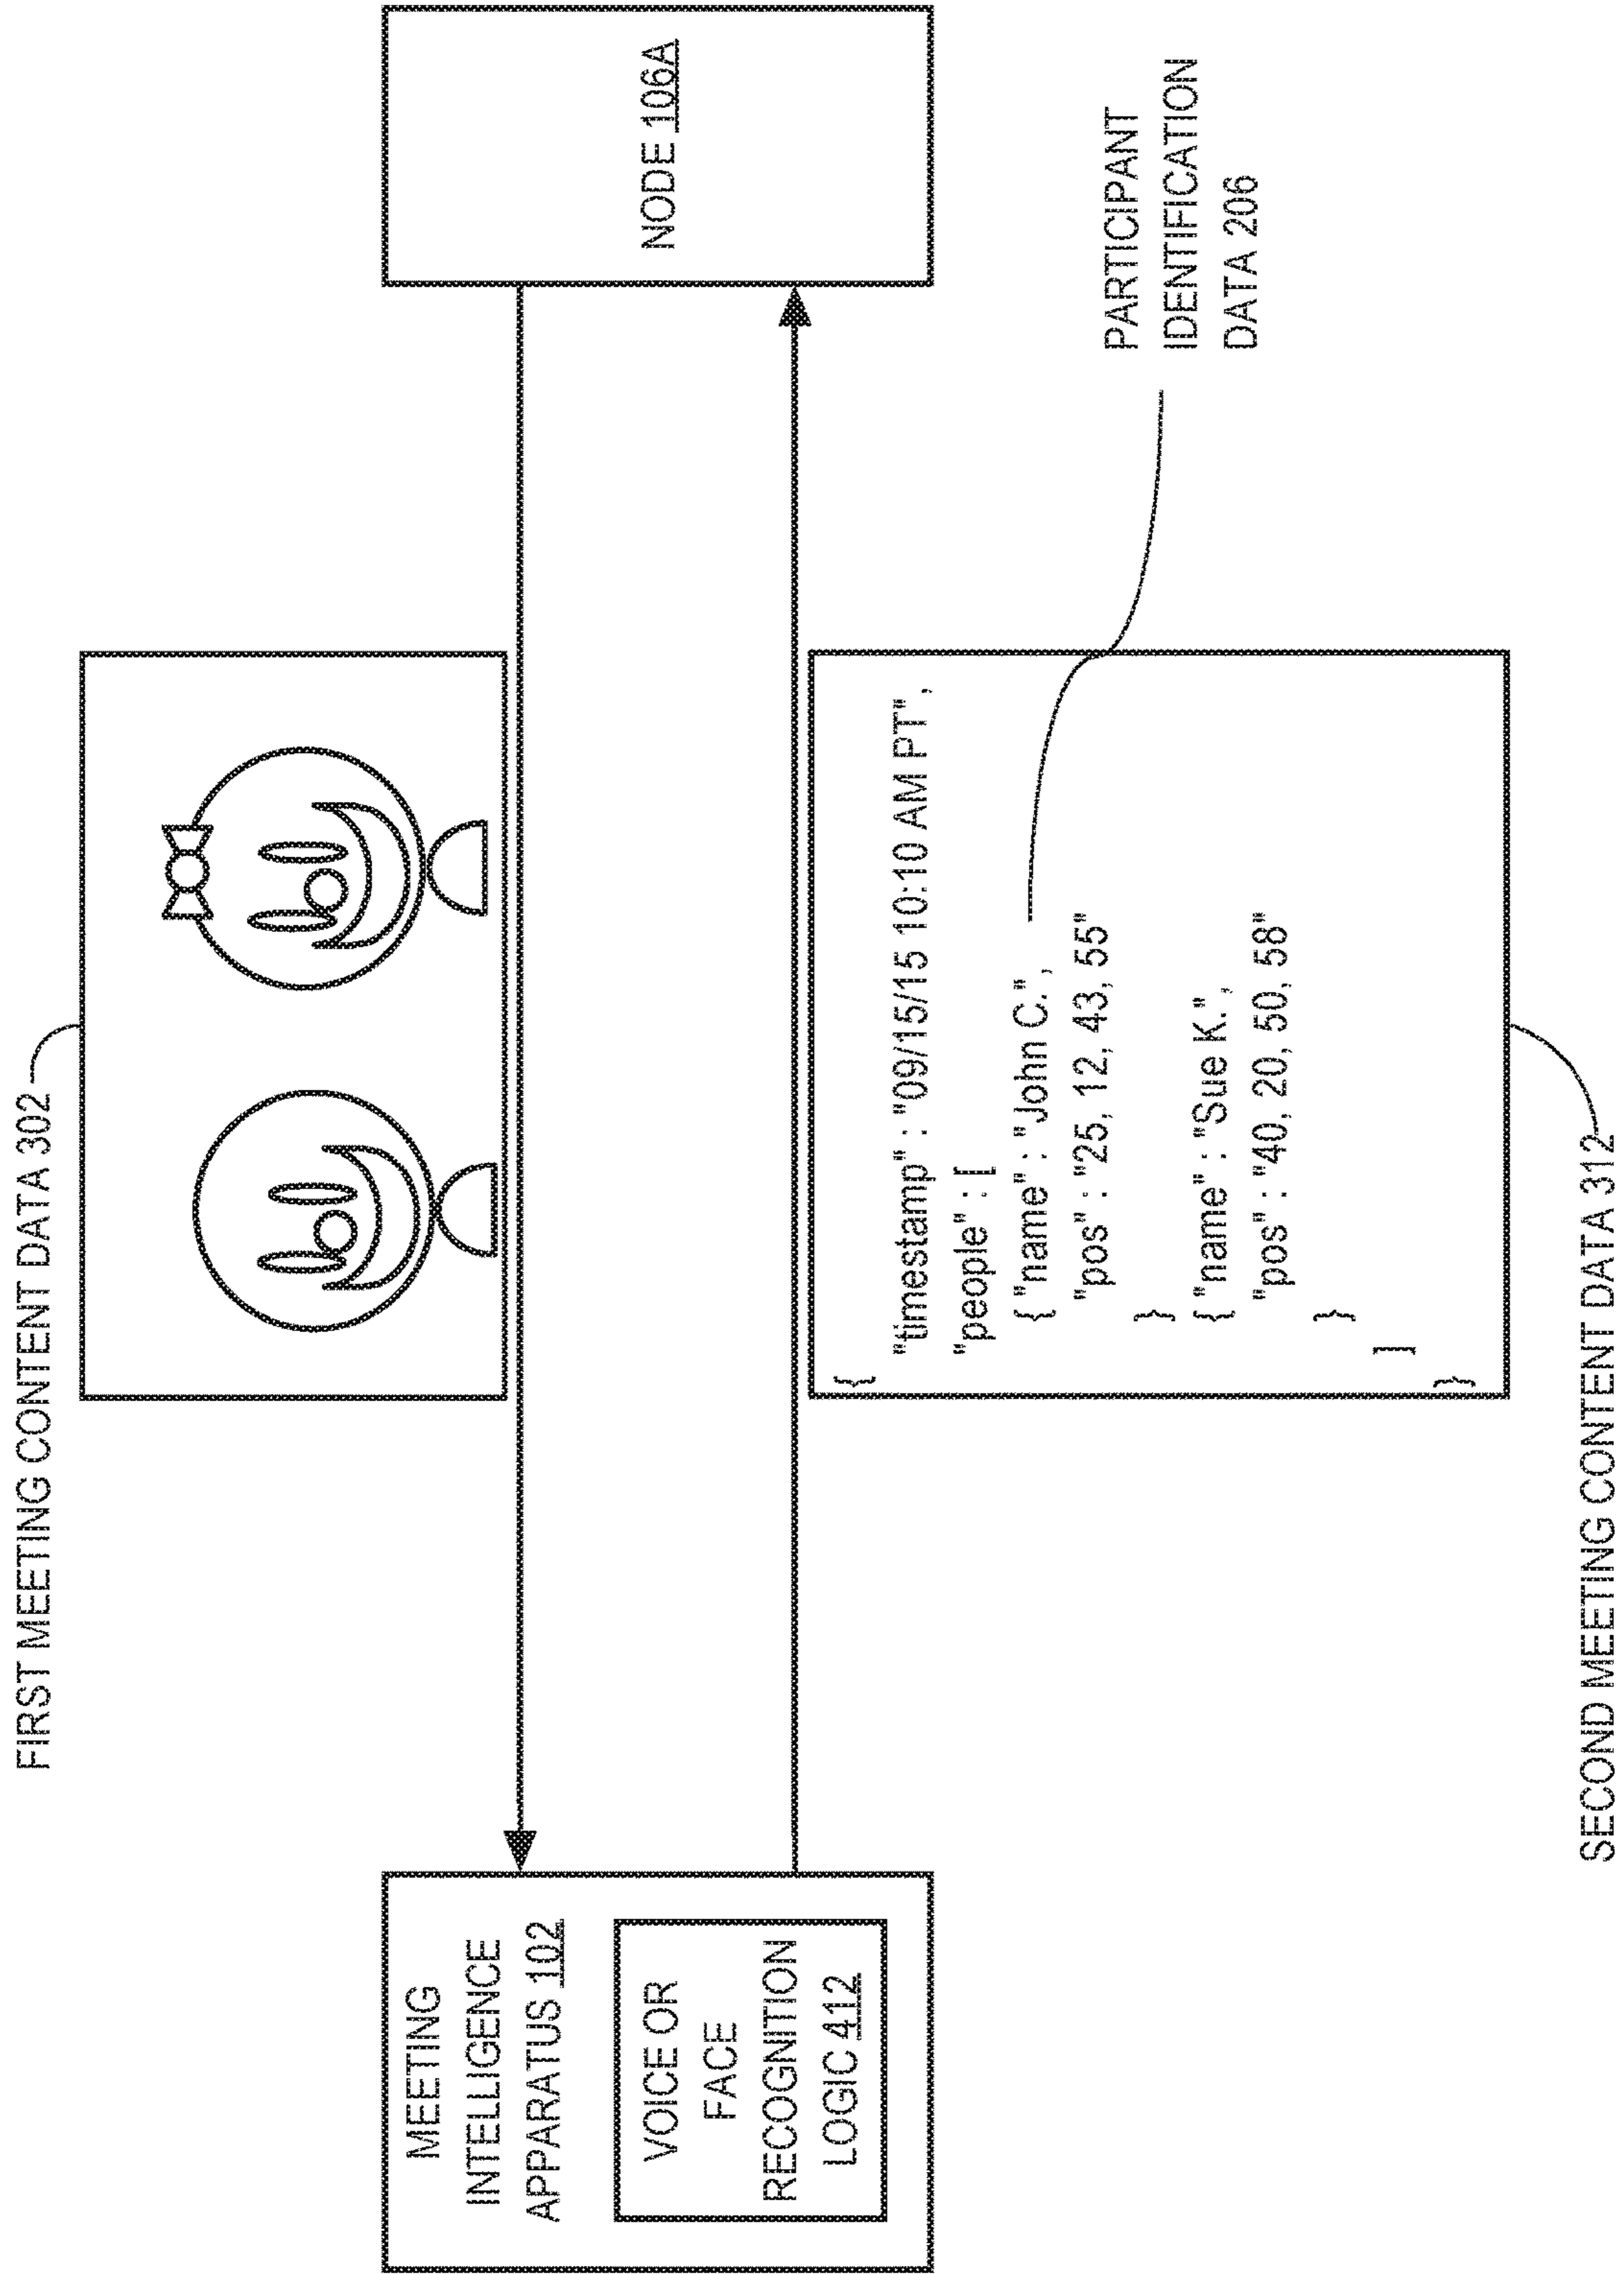 FIRST MEETING CONTENT DATA 302
MEETING
INTELLIGENCE
APPARATUS 102
VOICE OR
FACE
RECOGNITION
LOGIC 412
NODE 106A
{
"timestamp" : "09/15/15 10:10 AM PT",
"people" : [
{ "name" : "John C.",
"pos" : "25, 12, 43, 55"
}
{ "name" : "Sue K.",
"pos" : "40, 20, 50, 58"
}
]
}
PARTICIPANT
IDENTIFICATION
DATA 206
SECOND MEETING CONTENT DATA 312